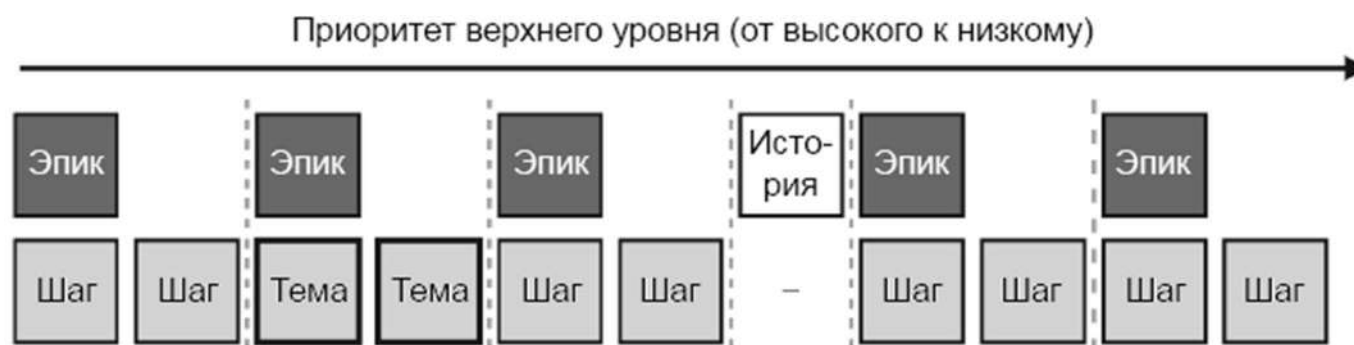 Приоритет верхнего уровня (от высокого к низкому)
Эпик Эпик Эпик Исто-
рия Эпик Эпик
Шаг Шаг Тема Тема Шаг Шаг – Шаг Шаг Шаг Шаг